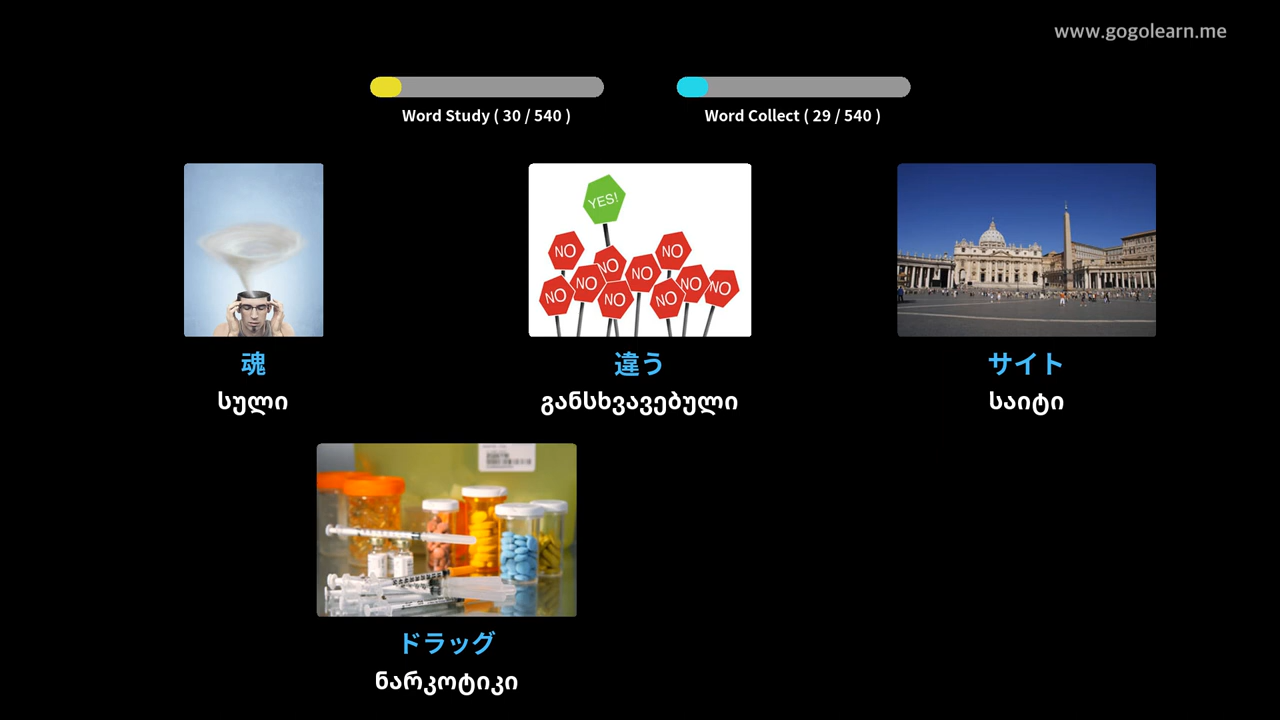 www.gogolearn.me
Word Study ( 30 / 540 )
Word Collect ( 29 / 540 )
YES!
NO
NO
NO
NO
NO
NO
NO
NO
NO
NO
魂
სული
違う
განსხვავებული
サイト
საიტი
ドラッグ
ნარკოტიკი